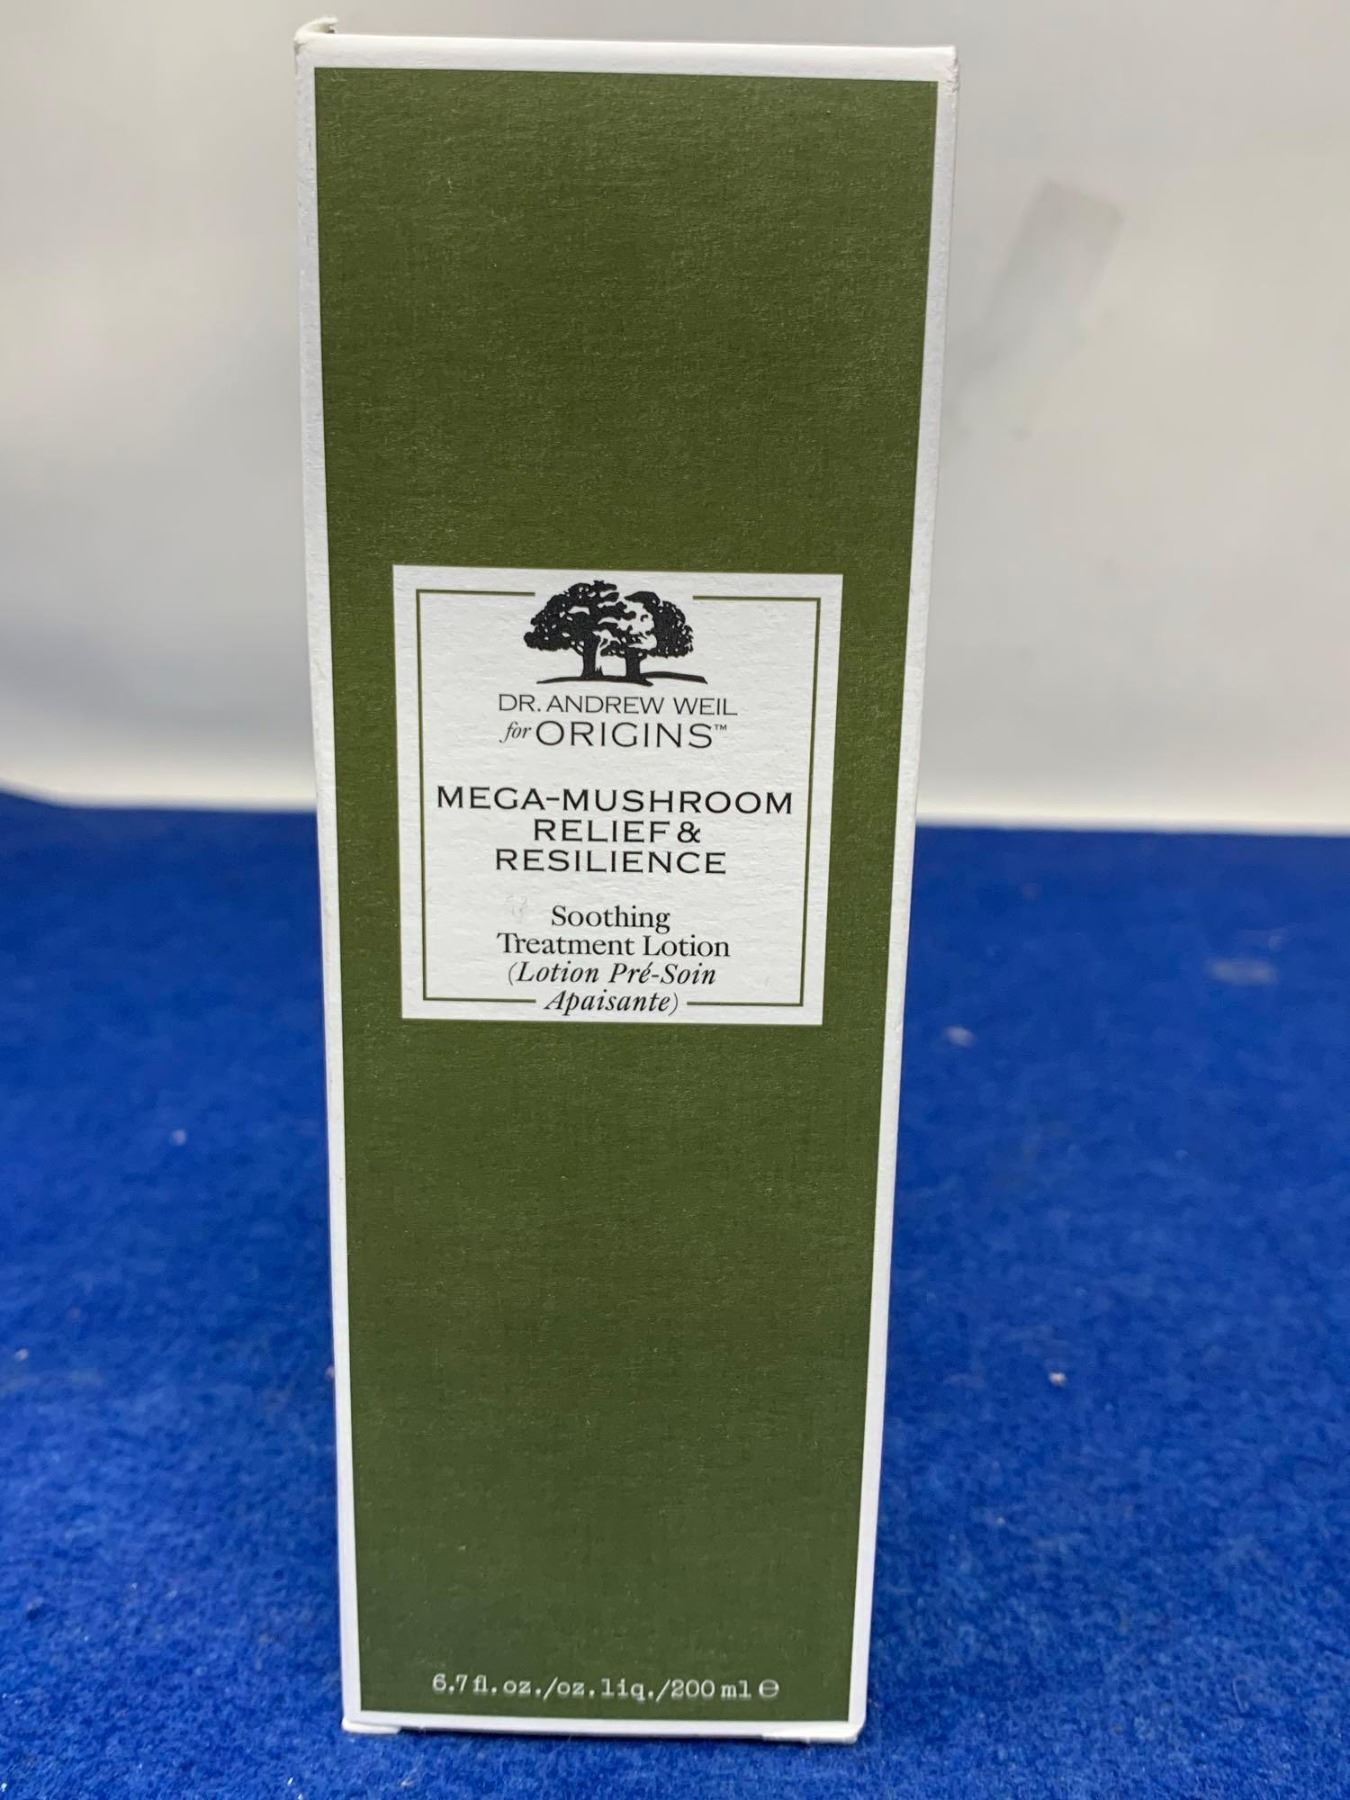 DR. ANDREW WEIL
for ORIGINS™
MEGA-MUSHROOM
RELIEF &
RESILIENCE
Soothing
Treatment Lotion
(Lotion Pré-Soin
Apaisante)
6.7 fl. oz./oz. liq./200 ml ℮